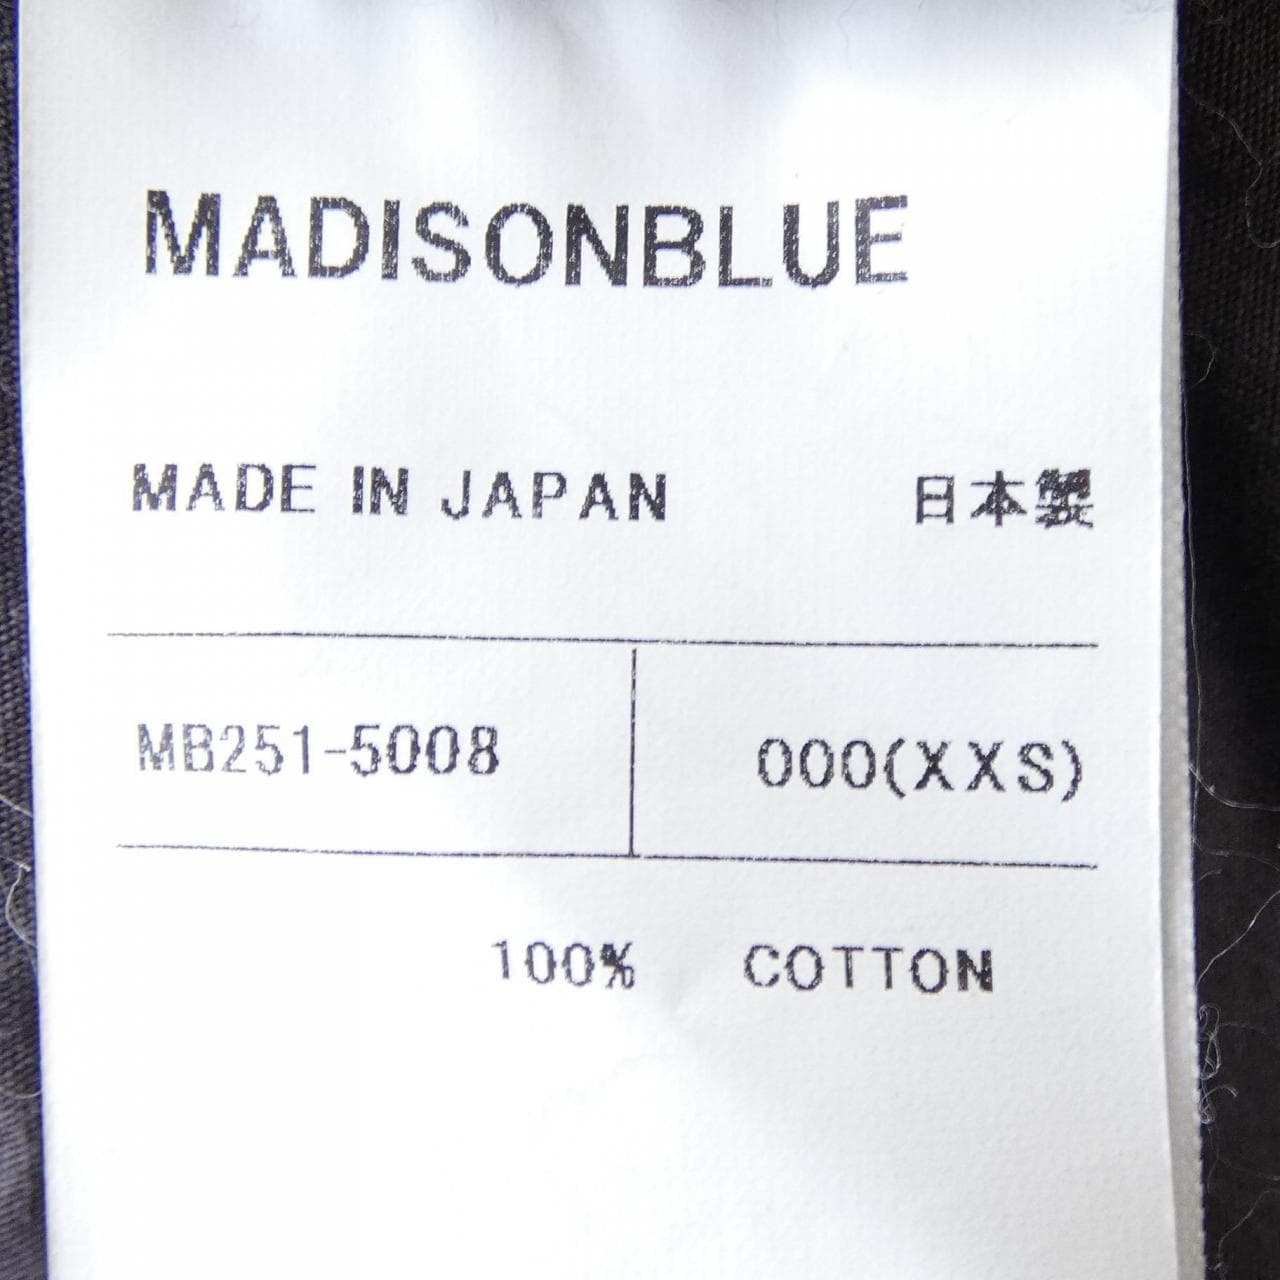 MADISONBLUE
MADE IN JAPAN 日本製
MB251-5008 000(XXS)
100% COTTON